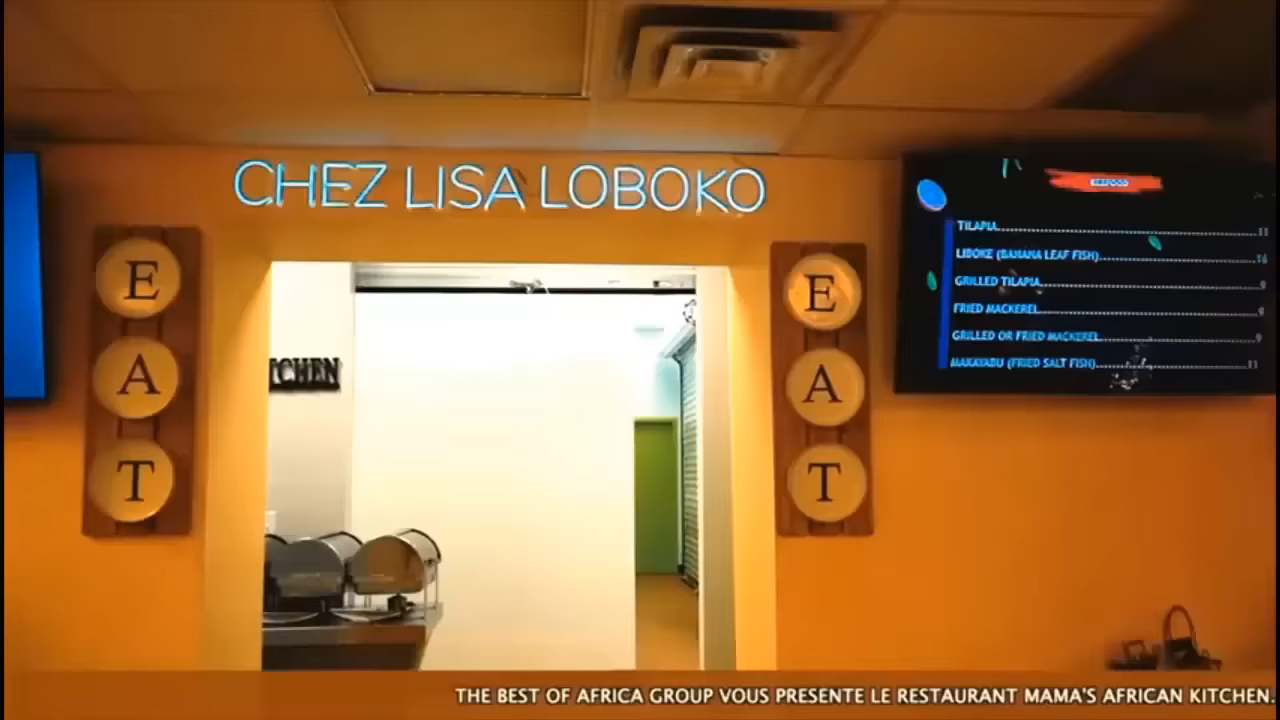 CHEZ LISA LOBOKO
E
A
T
TCHEN
E
A
T
TILAPIA
LIBOKE (BANANA LEAF FISH)
GRILLED TILAPIA
FRIED MACKEREL
GRILLED OR FRIED MACKEREL
MAKAYABU (FRIED SALT FISH)
THE BEST OF AFRICA GROUP VOUS PRESENTE LE RESTAURANT MAMA'S AFRICAN KITCHEN.